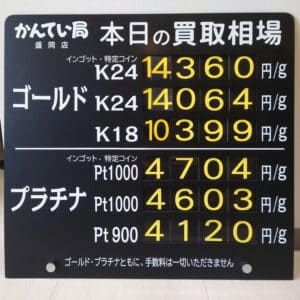 かんてい局 本日の買取相場
盛岡店
インゴット・特定コイン
K24 14360 円/g
ゴールド K24 14064 円/g
K18 10399 円/g
インゴット・特定コイン
Pt1000 4704 円/g
プラチナ Pt1000 4603 円/g
Pt900 4120 円/g
ゴールド・プラチナともに、手数料は一切いただきません